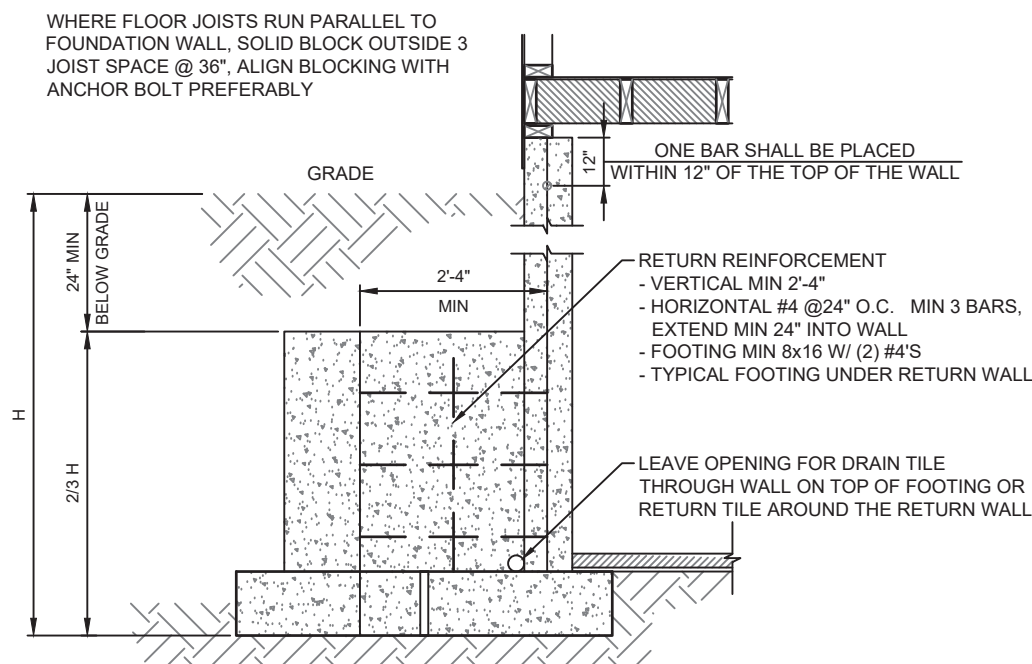 WHERE FLOOR JOISTS RUN PARALLEL TO
FOUNDATION WALL, SOLID BLOCK OUTSIDE 3
JOIST SPACE @ 36", ALIGN BLOCKING WITH
ANCHOR BOLT PREFERABLY
12"
ONE BAR SHALL BE PLACED
WITHIN 12" OF THE TOP OF THE WALL
GRADE
24" MIN
BELOW GRADE
2'-4"
MIN
RETURN REINFORCEMENT
- VERTICAL MIN 2'-4"
- HORIZONTAL #4 @24" O.C. MIN 3 BARS,
EXTEND MIN 24" INTO WALL
- FOOTING MIN 8x16 W/ (2) #4'S
- TYPICAL FOOTING UNDER RETURN WALL
H
2/3 H
LEAVE OPENING FOR DRAIN TILE
THROUGH WALL ON TOP OF FOOTING OR
RETURN TILE AROUND THE RETURN WALL